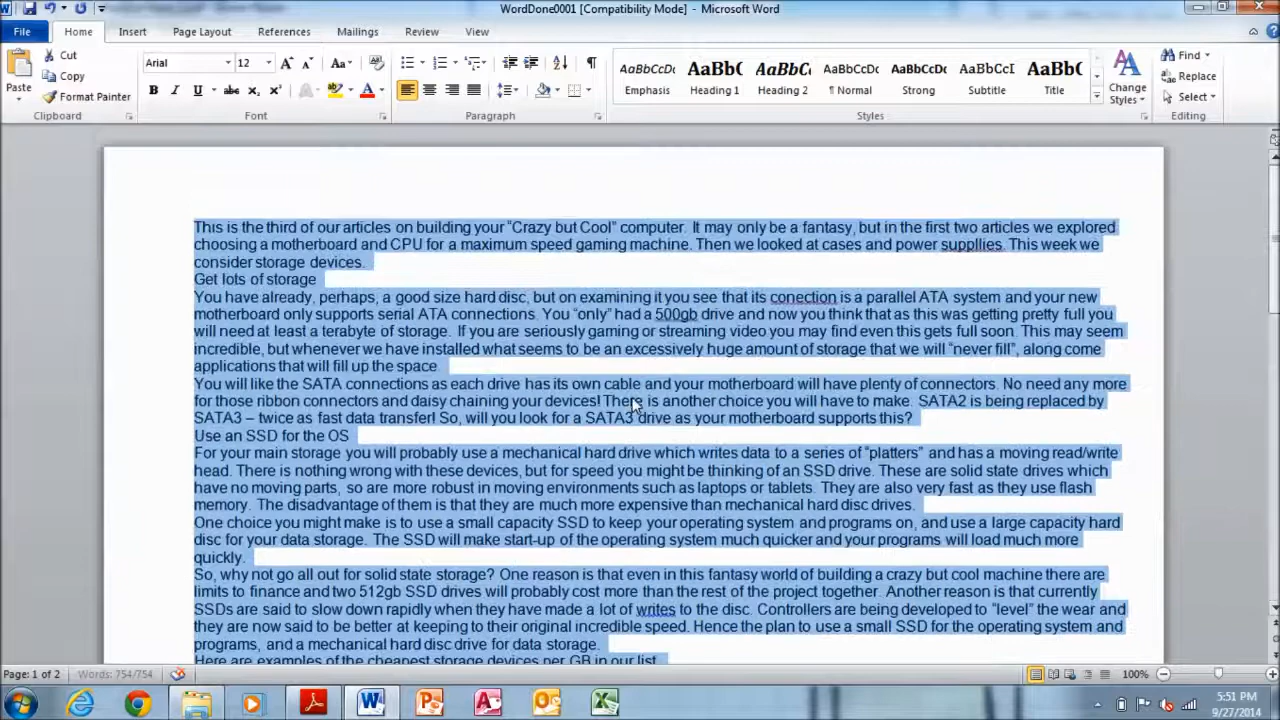 WordDone0001 [Compatibility Mode] - Microsoft Word
File Home Insert Page Layout References Mailings Review View
Cut
Copy
Format Painter
Paste
Clipboard
Arial 12
Font
Paragraph
AaBbCcDc AaBb( AaBbC AaBbCcDc AaBbCcDc AaBbCcI AaBb(
Emphasis Heading 1 Heading 2 ¶ Normal Strong Subtitle Title
Styles
Change
Styles
Find
Replace
Select
Editing
This is the third of our articles on building your “Crazy but Cool” computer. It may only be a fantasy, but in the first two articles we explored
choosing a motherboard and CPU for a maximum speed gaming machine. Then we looked at cases and power suppllies. This week we
consider storage devices.
Get lots of storage
You have already, perhaps, a good size hard disc, but on examining it you see that its conection is a parallel ATA system and your new
motherboard only supports serial ATA connections. You “only” had a 500gb drive and now you think that as this was getting pretty full you
will need at least a terabyte of storage. If you are seriously gaming or streaming video you may find even this gets full soon. This may seem
incredible, but whenever we have installed what seems to be an excessively huge amount of storage that we will “never fill”, along come
applications that will fill up the space.
You will like the SATA connections as each drive has its own cable and your motherboard will have plenty of connectors. No need any more
for those ribbon connectors and daisy chaining your devices! There is another choice you will have to make. SATA2 is being replaced by
SATA3 – twice as fast data transfer! So, will you look for a SATA3 drive as your motherboard supports this?
Use an SSD for the OS
For your main storage you will probably use a mechanical hard drive which writes data to a series of “platters” and has a moving read/write
head. There is nothing wrong with these devices, but for speed you might be thinking of an SSD drive. These are solid state drives which
have no moving parts, so are more robust in moving environments such as laptops or tablets. They are also very fast as they use flash
memory. The disadvantage of them is that they are much more expensive than mechanical hard disc drives.
One choice you might make is to use a small capacity SSD to keep your operating system and programs on, and use a large capacity hard
disc for your data storage. The SSD will make start-up of the operating system much quicker and your programs will load much more
quickly.
So, why not go all out for solid state storage? One reason is that even in this fantasy world of building a crazy but cool machine there are
limits to finance and two 512gb SSD drives will probably cost more than the rest of the project together. Another reason is that currently
SSDs are said to slow down rapidly when they have made a lot of writes to the disc. Controllers are being developed to “level” the wear and
they are now said to be better at keeping to their original incredible speed. Hence the plan to use a small SSD for the operating system and
programs, and a mechanical hard disc drive for data storage.
Here are examples of the cheapest storage devices per GB in our list.
Page: 1 of 2 Words: 754/754 100%
5:51 PM
9/27/2014